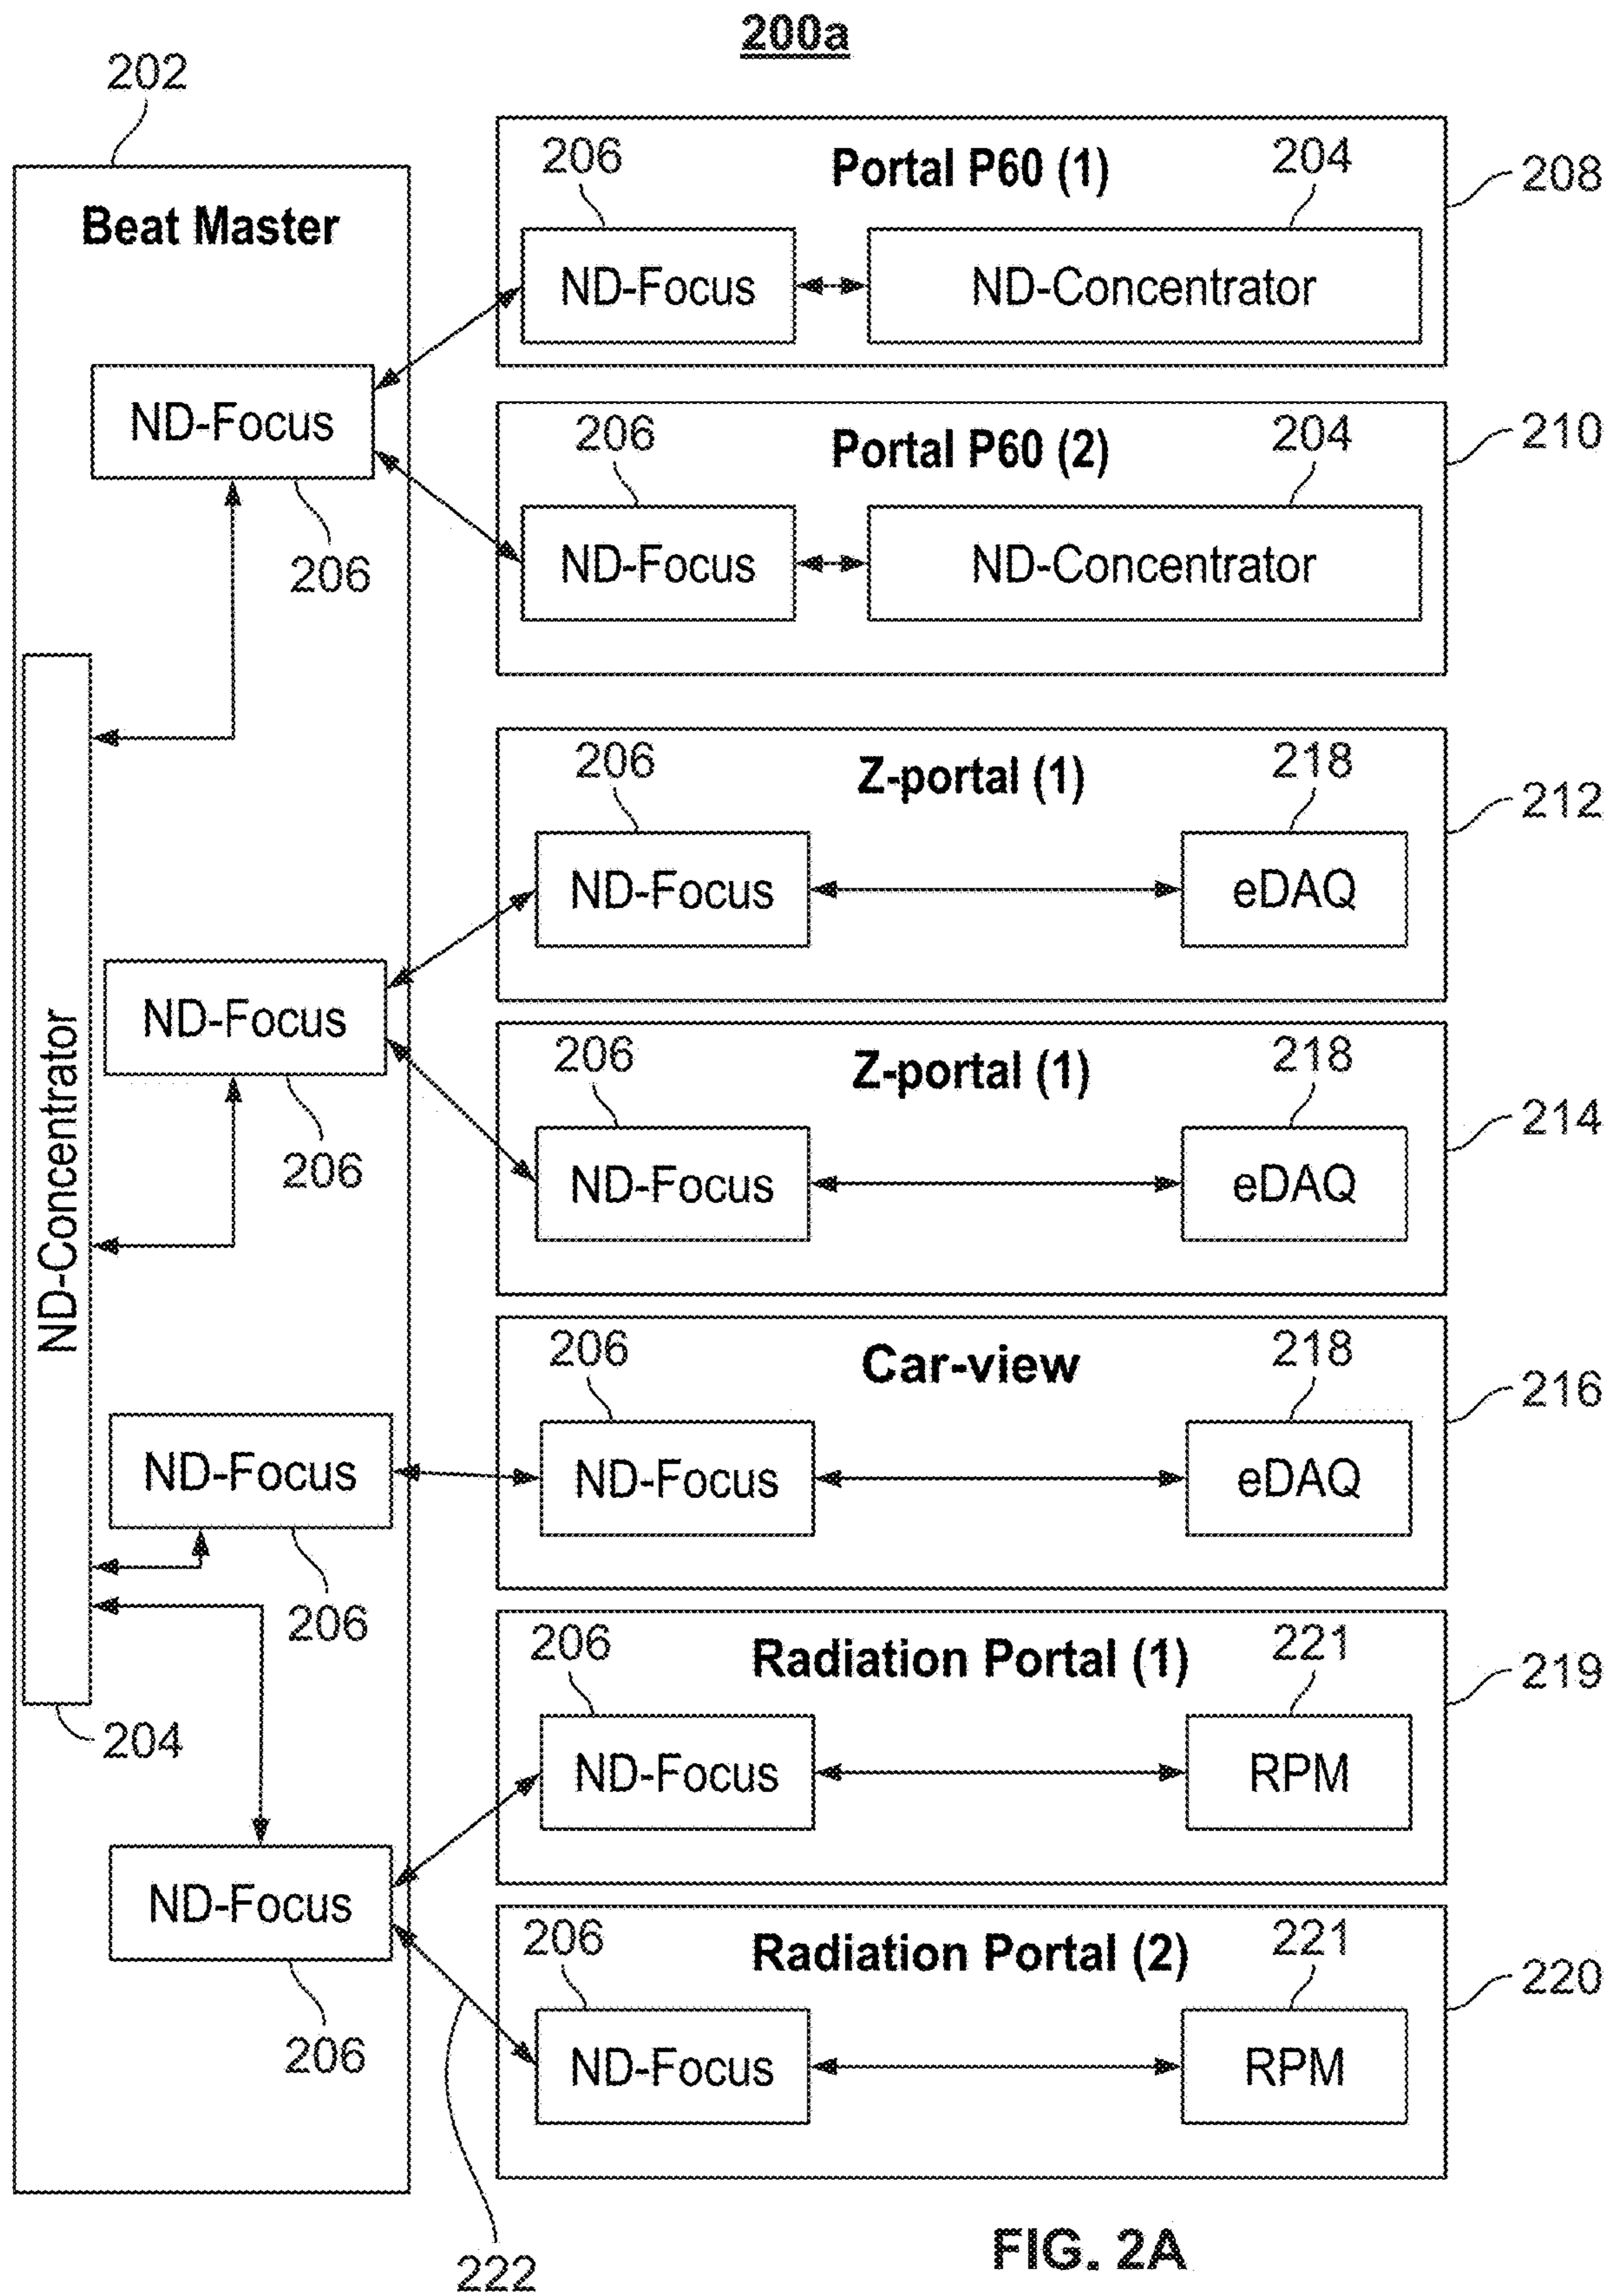 200a
202
Beat Master
ND-Focus
206
ND-Concentrator
204
ND-Focus
206
ND-Focus
206
ND-Focus
206
206
Portal P60 (1)
204
208
ND-Focus
ND-Concentrator
206
Portal P60 (2)
204
210
ND-Focus
ND-Concentrator
206
Z-portal (1)
218
212
ND-Focus
eDAQ
206
Z-portal (1)
218
214
ND-Focus
eDAQ
206
Car-view
218
216
ND-Focus
eDAQ
206
Radiation Portal (1)
221
219
ND-Focus
RPM
206
Radiation Portal (2)
221
220
ND-Focus
RPM
222
FIG. 2A